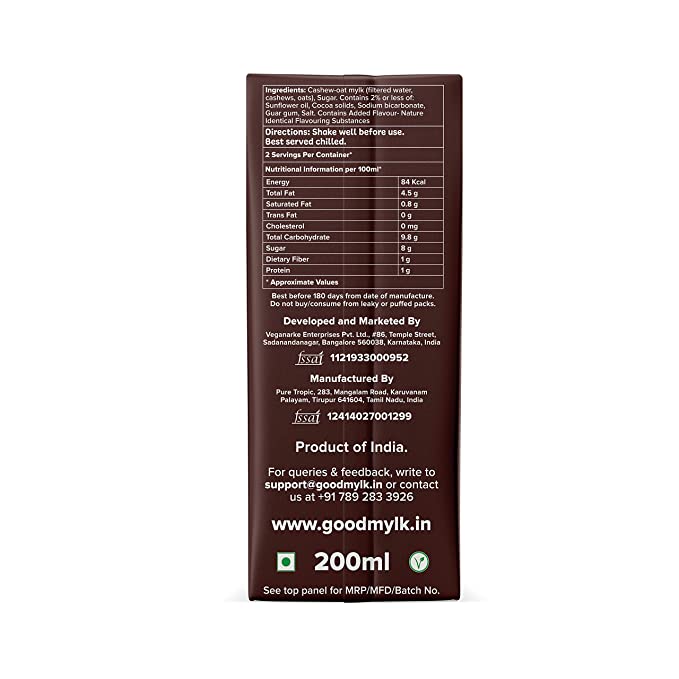 Ingredients: Cashew-oat mylk (filtered water,
cashews, oats), Sugar. Contains 2% or less of:
Sunflower oil, Cocoa solids, Sodium bicarbonate,
Guar gum, Salt. Contains Added Flavour- Nature
Identical Flavouring Substances
Directions: Shake well before use.
Best served chilled.
2 Servings Per Container*
Nutritional Information per 100ml*
Energy 84 Kcal
Total Fat 4.5 g
Saturated Fat 0.8 g
Trans Fat 0 g
Cholesterol 0 mg
Total Carbohydrate 9.8 g
Sugar 8 g
Dietary Fiber 1 g
Protein 1 g
* Approximate Values
Best before 180 days from date of manufacture.
Do not buy/consume from leaky or puffed packs.
Developed and Marketed By
Veganarke Enterprises Pvt. Ltd., #86, Temple Street,
Sadanandanagar, Bangalore 560038, Karnataka, India
fssai 1121933000952
Manufactured By
Pure Tropic, 283, Mangalam Road, Karuvanam
Palayam, Tirupur 641604, Tamil Nadu, India
fssai 12414027001299
Product of India.
For queries & feedback, write to
support@goodmylk.in or contact
us at +91 789 283 3926
www.goodmylk.in
200ml
See top panel for MRP/MFD/Batch No.